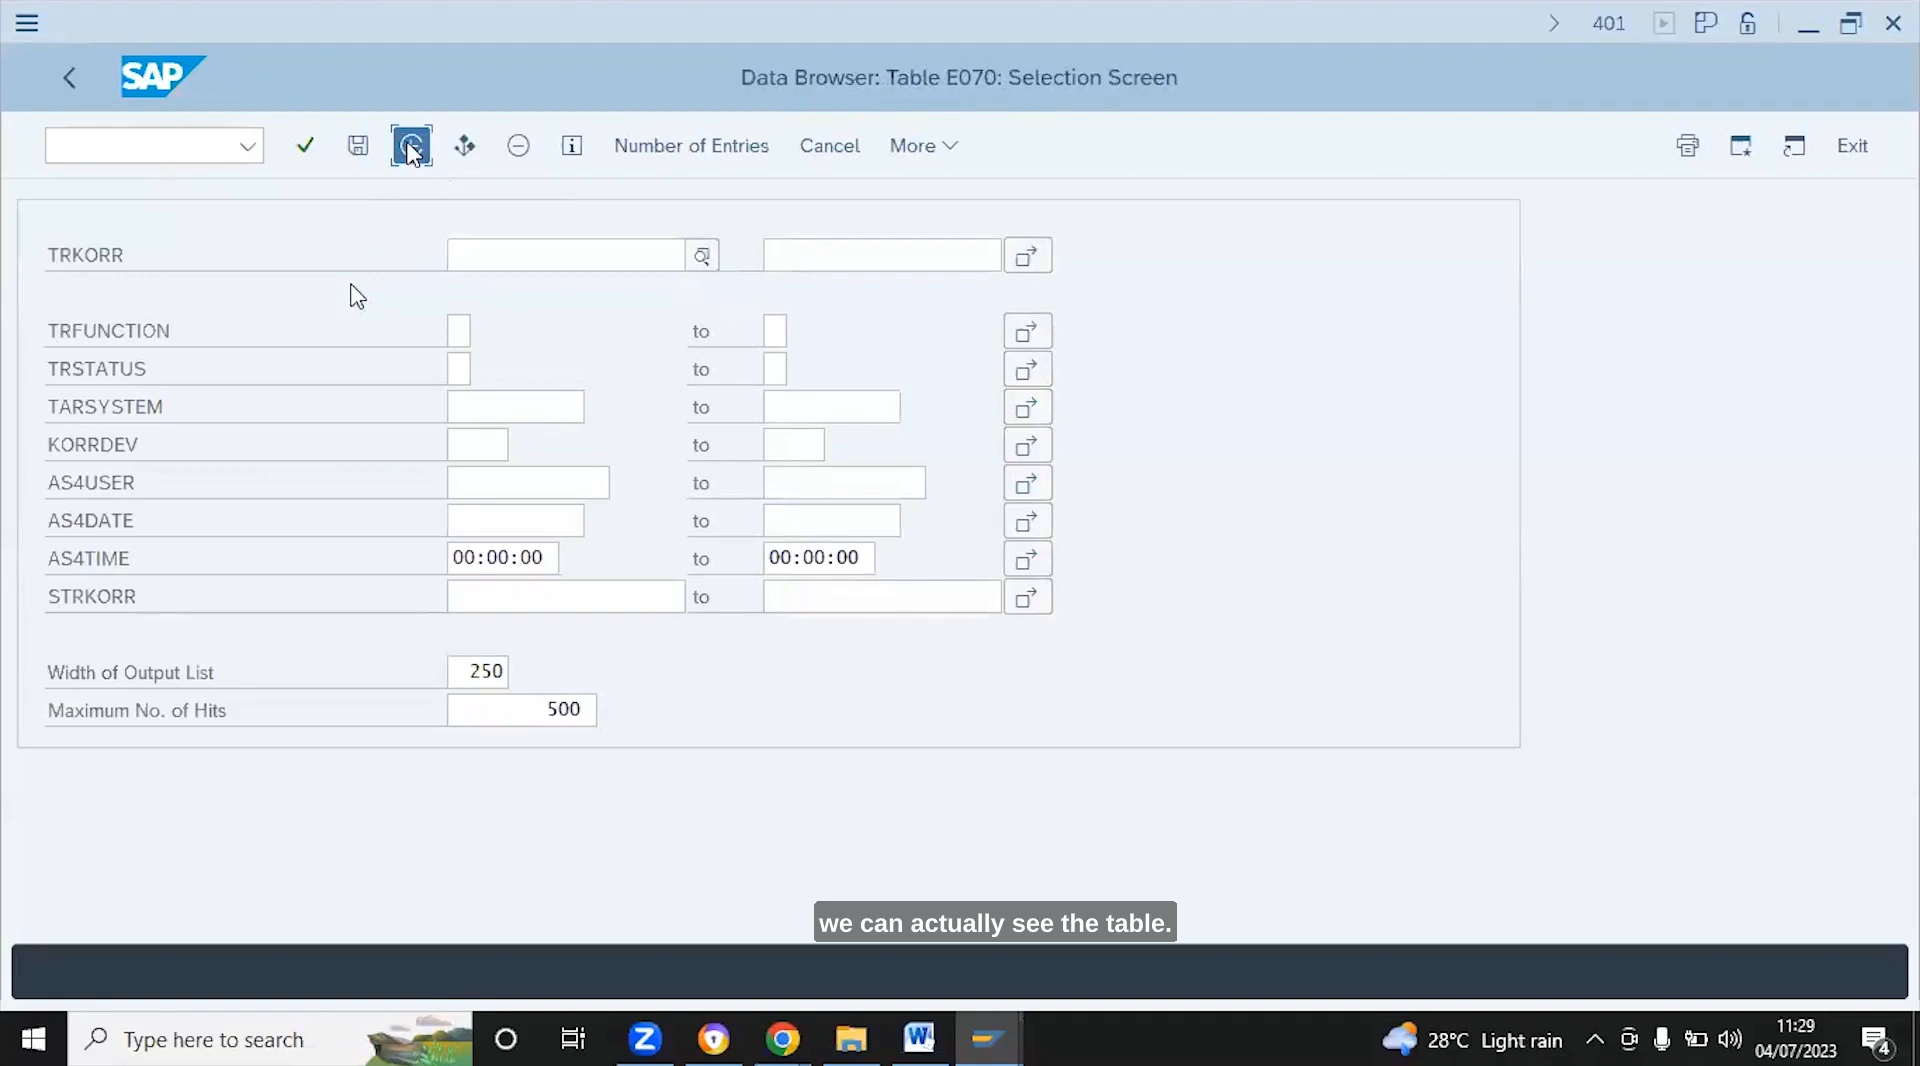 401
SAP
Data Browser: Table E070: Selection Screen
Number of Entries
Cancel
More
Exit
TRKORR
TRFUNCTION to
TRSTATUS to
TARSYSTEM to
KORRDEV to
AS4USER to
AS4DATE to
AS4TIME 00:00:00 to 00:00:00
STRKORR to
Width of Output List 250
Maximum No. of Hits 500
we can actually see the table.
Type here to search
Z
W
28°C Light rain
11:29
04/07/2023
4